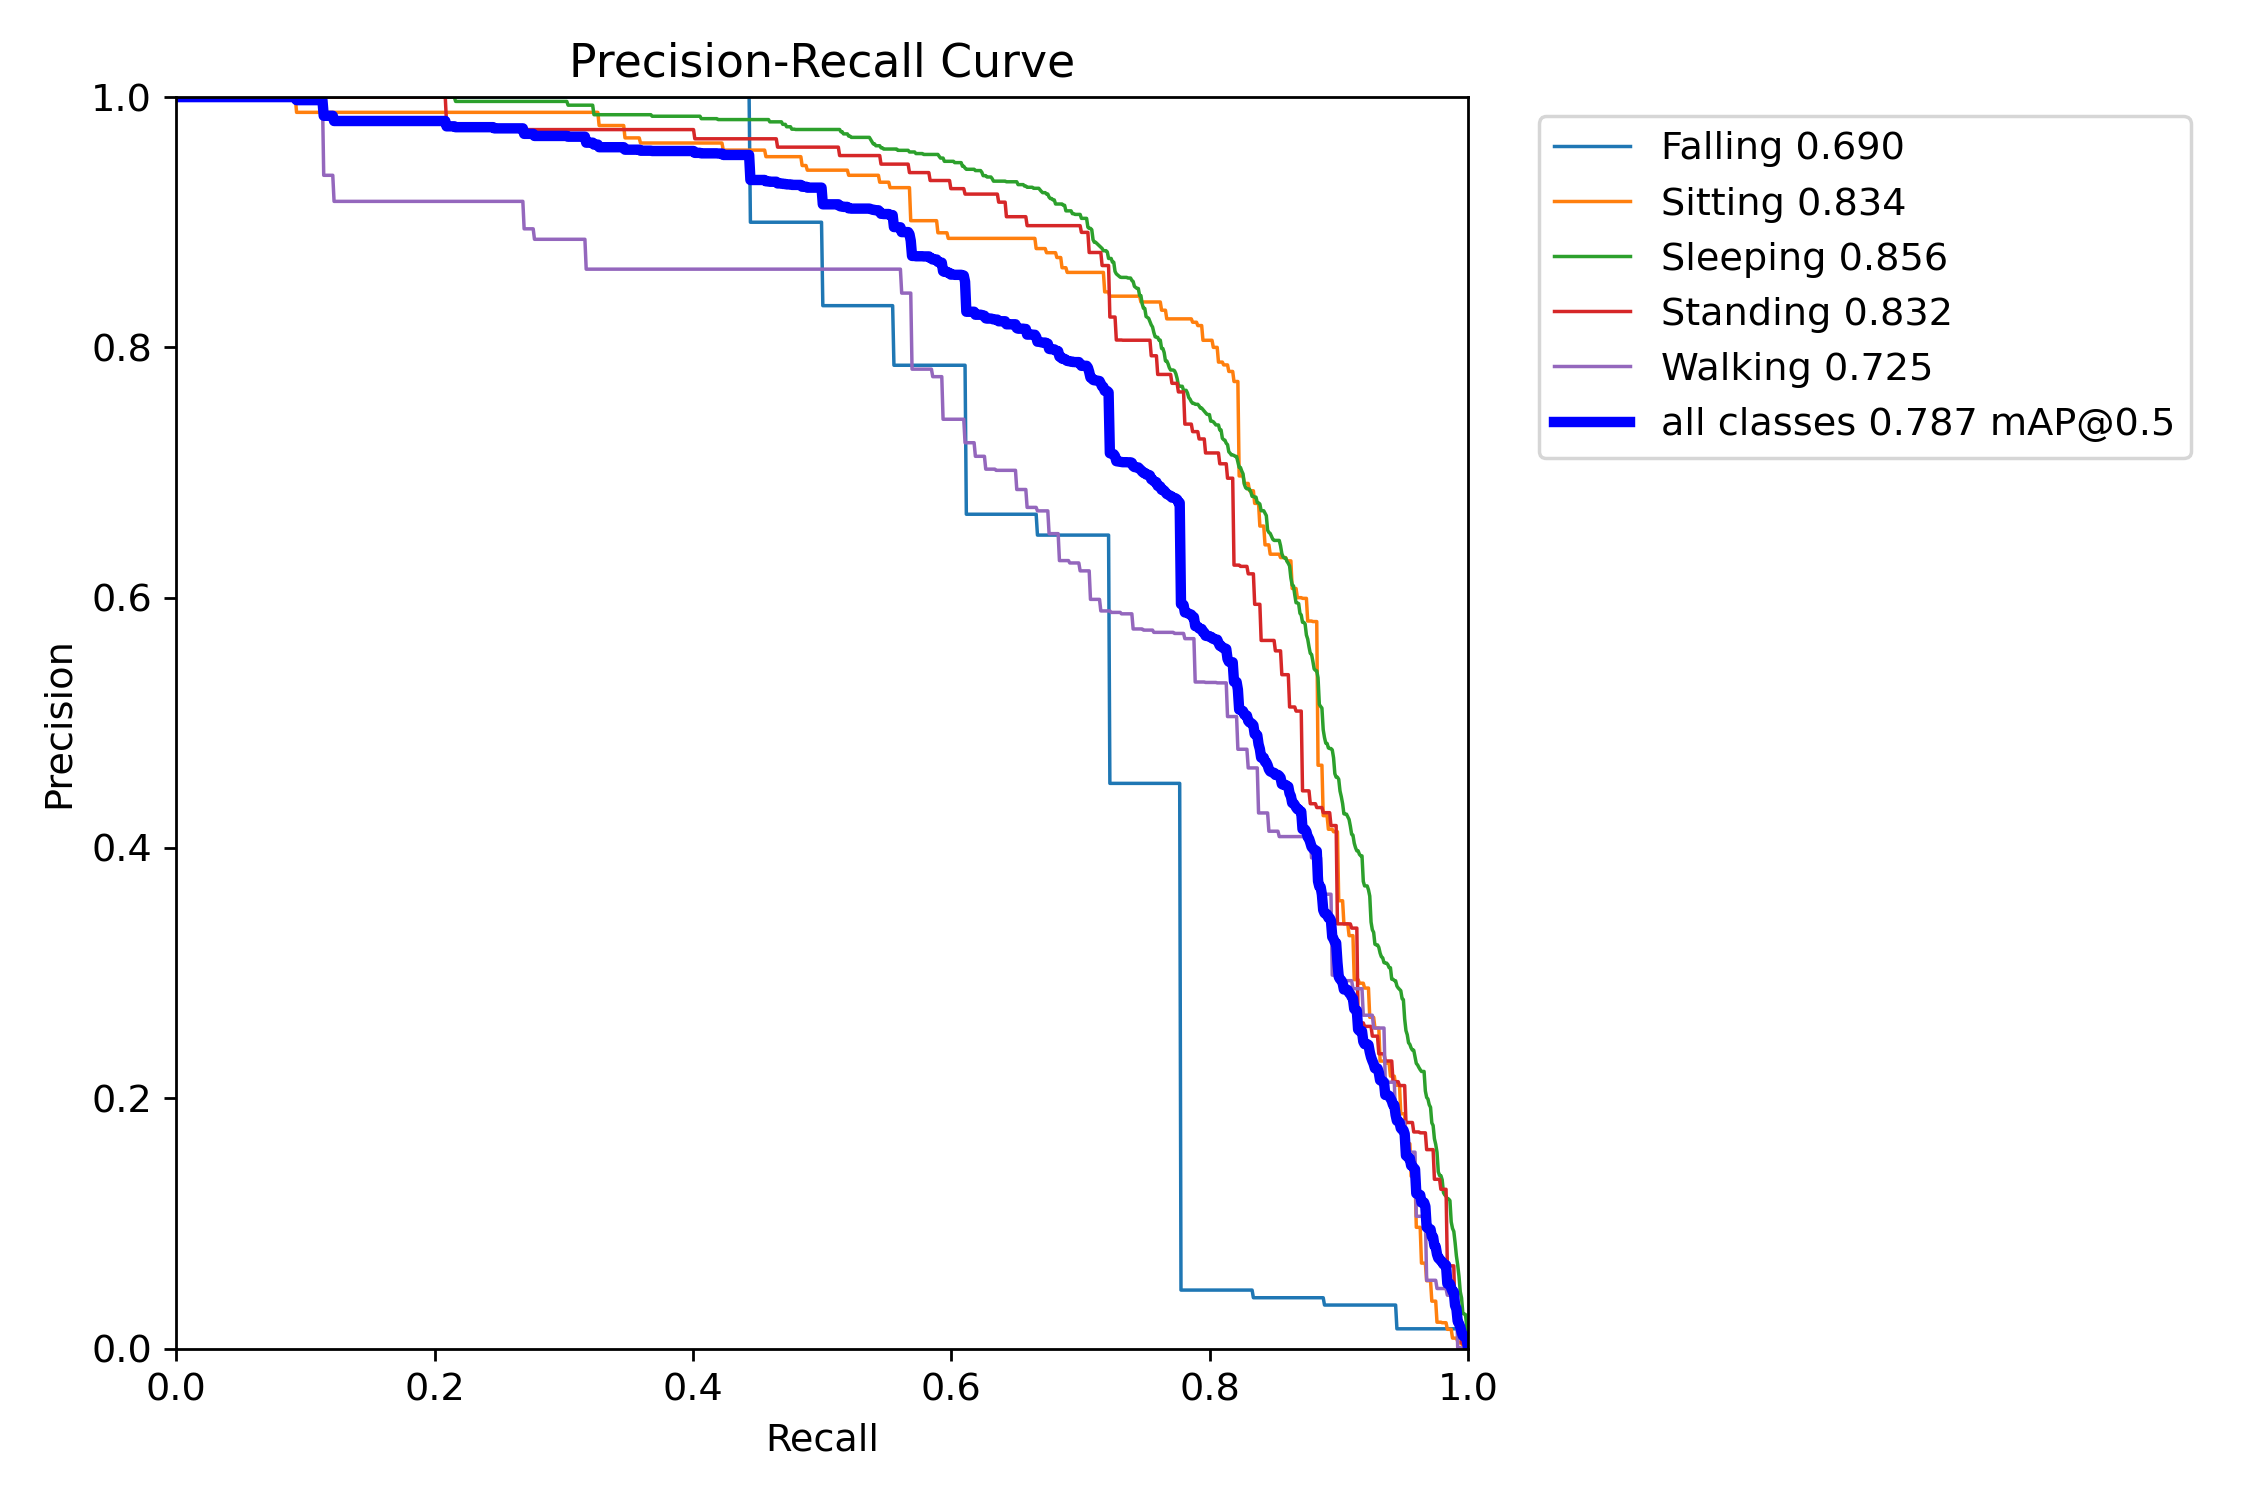 Precision-Recall Curve
1.0
0.8
0.6
0.4
0.2
0.0
Precision
0.0 0.2 0.4 0.6 0.8 1.0
Recall
Falling 0.690
Sitting 0.834
Sleeping 0.856
Standing 0.832
Walking 0.725
all classes 0.787 mAP@0.5